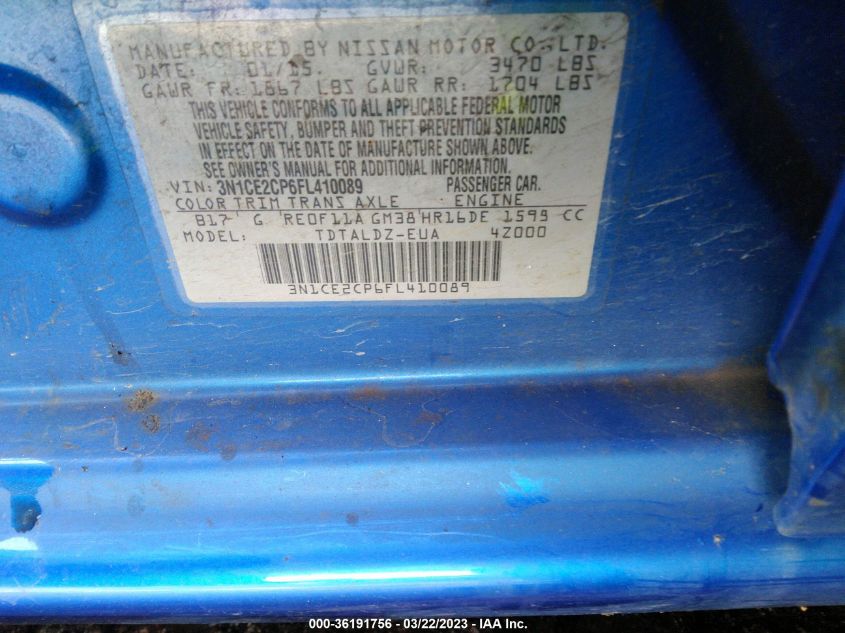 MANUFACTURED BY NISSAN MOTOR CO. LTD.
DATE: 01/15. GVWR: 3470 LBS
GAWR FR: 1867 LBS GAWR RR: 1704 LBS
THIS VEHICLE CONFORMS TO ALL APPLICABLE FEDERAL MOTOR
VEHICLE SAFETY, BUMPER AND THEFT PREVENTION STANDARDS
IN EFFECT ON THE DATE OF MANUFACTURE SHOWN ABOVE.
SEE OWNER'S MANUAL FOR ADDITIONAL INFORMATION.
VIN: 3N1CE2CP6FL410089 PASSENGER CAR.
COLOR TRIM TRANS AXLE ENGINE
B17 G RE0F11A GM38 HR16DE 1599 CC
MODEL: TDTALDZ-EUA 4Z000
3N1CE2CP6FL410089
000-36191756 - 03/22/2023 - IAA Inc.